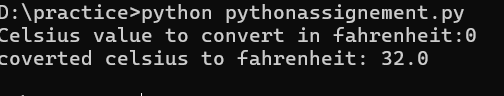 D:\practice>python pythonassignement.py
Celsius value to convert in fahrenheit:0
coverted celsius to fahrenheit: 32.0